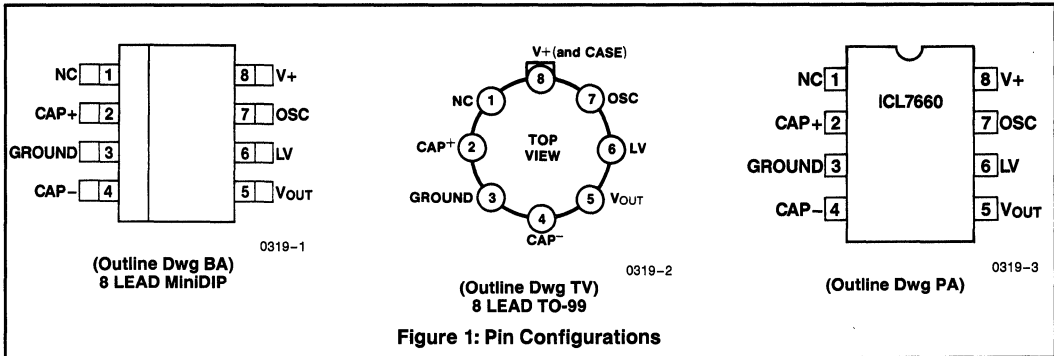 NC 1 8 V+
CAP+ 2 7 OSC
GROUND 3 6 LV
CAP− 4 5 VOUT
0319–1
(Outline Dwg BA)
8 LEAD MiniDIP
V+(and CASE)
8
NC 1 7 OSC
CAP+ 2 TOP VIEW 6 LV
GROUND 3 5 VOUT
4
CAP−
0319–2
(Outline Dwg TV)
8 LEAD TO-99
ICL7660
NC 1 8 V+
CAP+ 2 7 OSC
GROUND 3 6 LV
CAP− 4 5 VOUT
0319–3
(Outline Dwg PA)
Figure 1: Pin Configurations